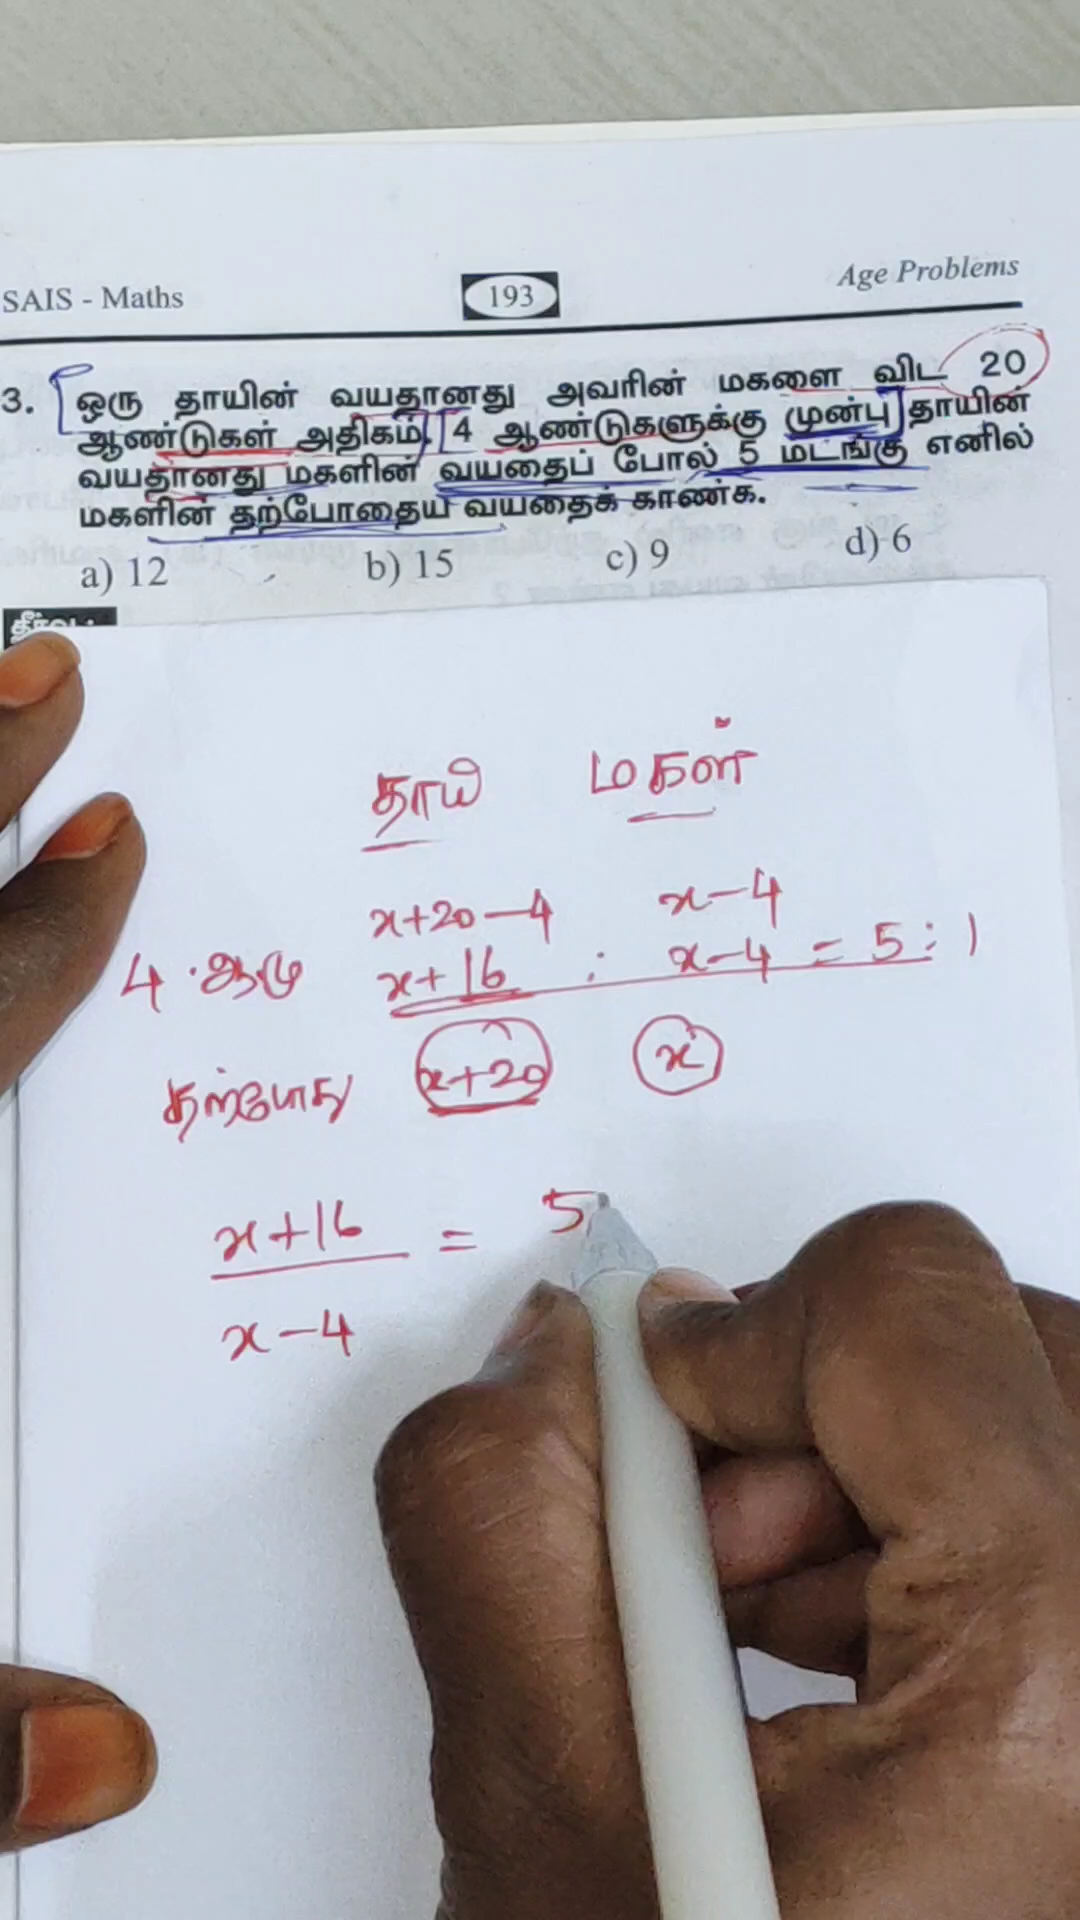 SAIS - Maths 193 Age Problems
3. ஒரு தாயின் வயதானது அவரின் மகளை விட 20
ஆண்டுகள் அதிகம். 4 ஆண்டுகளுக்கு முன்பு தாயின்
வயதானது மகளின் வயதைப் போல் 5 மடங்கு எனில்
மகளின் தற்போதைய வயதைக் காண்க.
a) 12 b) 15 c) 9 d) 6
தாய் மகள்
x+20-4 x-4
4 ஆ.மு x+16 : x-4 = 5 : 1
தற்போது x+20 x
x+16 = 5
x-4